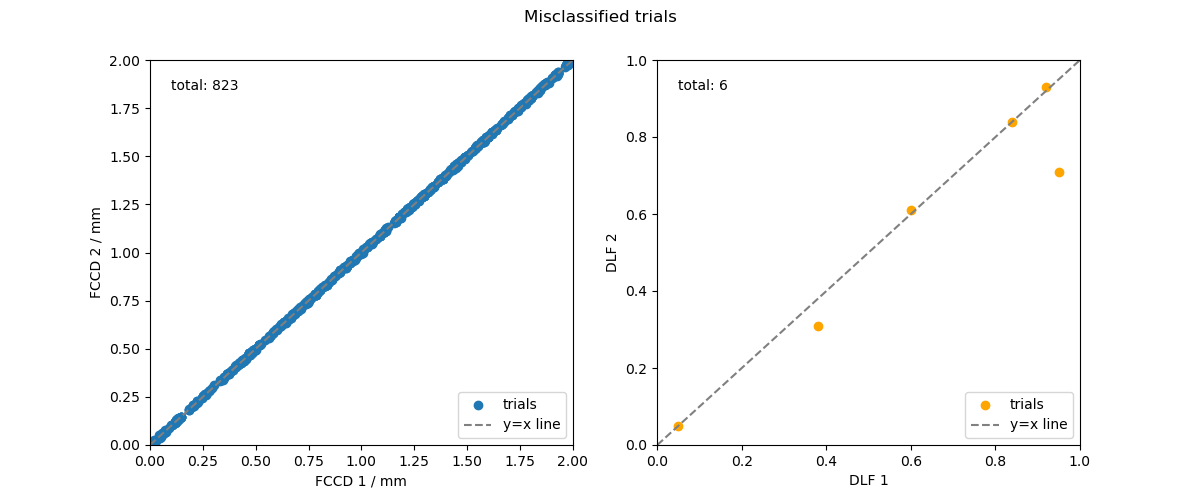 Misclassified trials
total: 823
2.00
1.75
1.50
1.25
1.00
0.75
0.50
0.25
0.00
FCCD 2 / mm
trials
y=x line
0.00 0.25 0.50 0.75 1.00 1.25 1.50 1.75 2.00
FCCD 1 / mm
total: 6
1.0
0.8
0.6
0.4
0.2
0.0
DLF 2
trials
y=x line
0.0 0.2 0.4 0.6 0.8 1.0
DLF 1